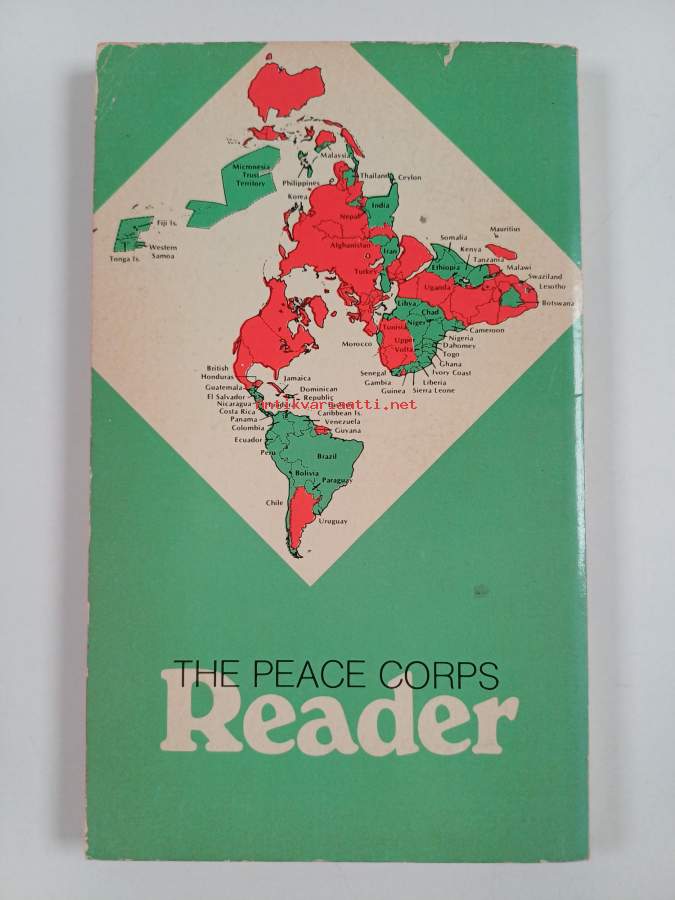 Malaysia
Micronesia
Trust
Territory
Philippines
Thailand
Ceylon
Korea
India
Nepal
Fiji Is.
Western
Samoa
Tonga Is.
Afghanistan
Iran
Turkey
Somalia
Kenya
Tanzania
Mauritius
Malawi
Swaziland
Lesotho
Botswana
Ethiopia
Uganda
Libya
Chad
Niger
Tunisia
Upper
Volta
Morocco
Cameroon
Nigeria
Dahomey
Togo
Ghana
Ivory Coast
Liberia
Sierra Leone
Senegal
Gambia
Guinea
British
Honduras
Guatemala
El Salvador
Nicaragua
Costa Rica
Panama
Colombia
Ecuador
Peru
Jamaica
Dominican
Republic
Caribbean Is.
Venezuela
Guyana
antikvariaatti.net
Brazil
Bolivia
Paraguay
Chile
Uruguay
THE PEACE CORPS
Reader